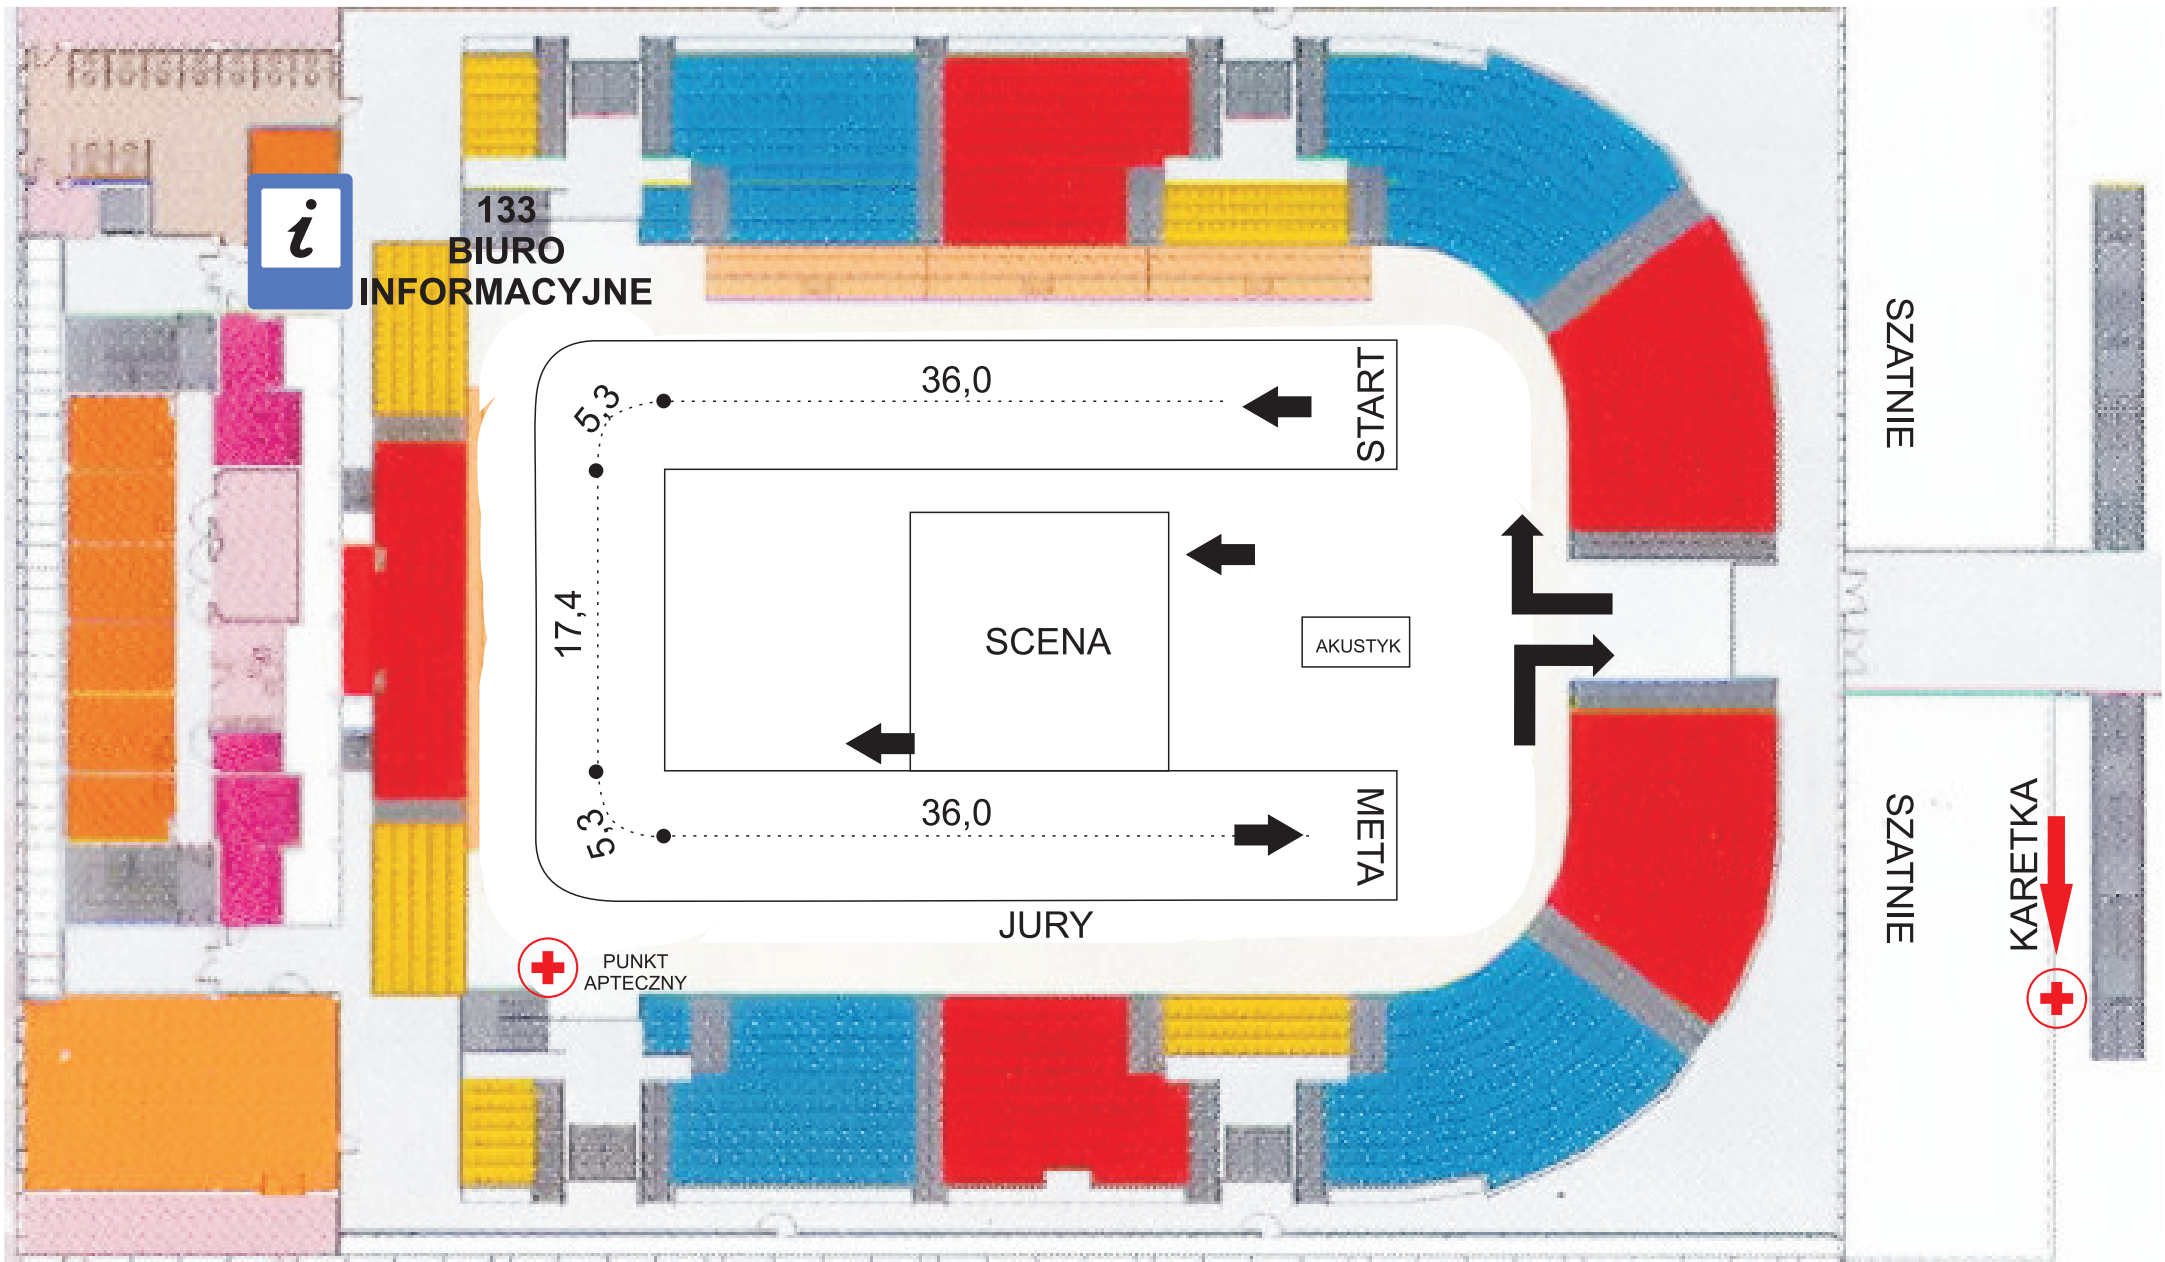 i
133
BIURO
INFORMACYJNE
36,0
START
5,3
17,4
SCENA
AKUSTYK
5,3
36,0
META
JURY
PUNKT
APTECZNY
SZATNIE
SZATNIE
KARETKA